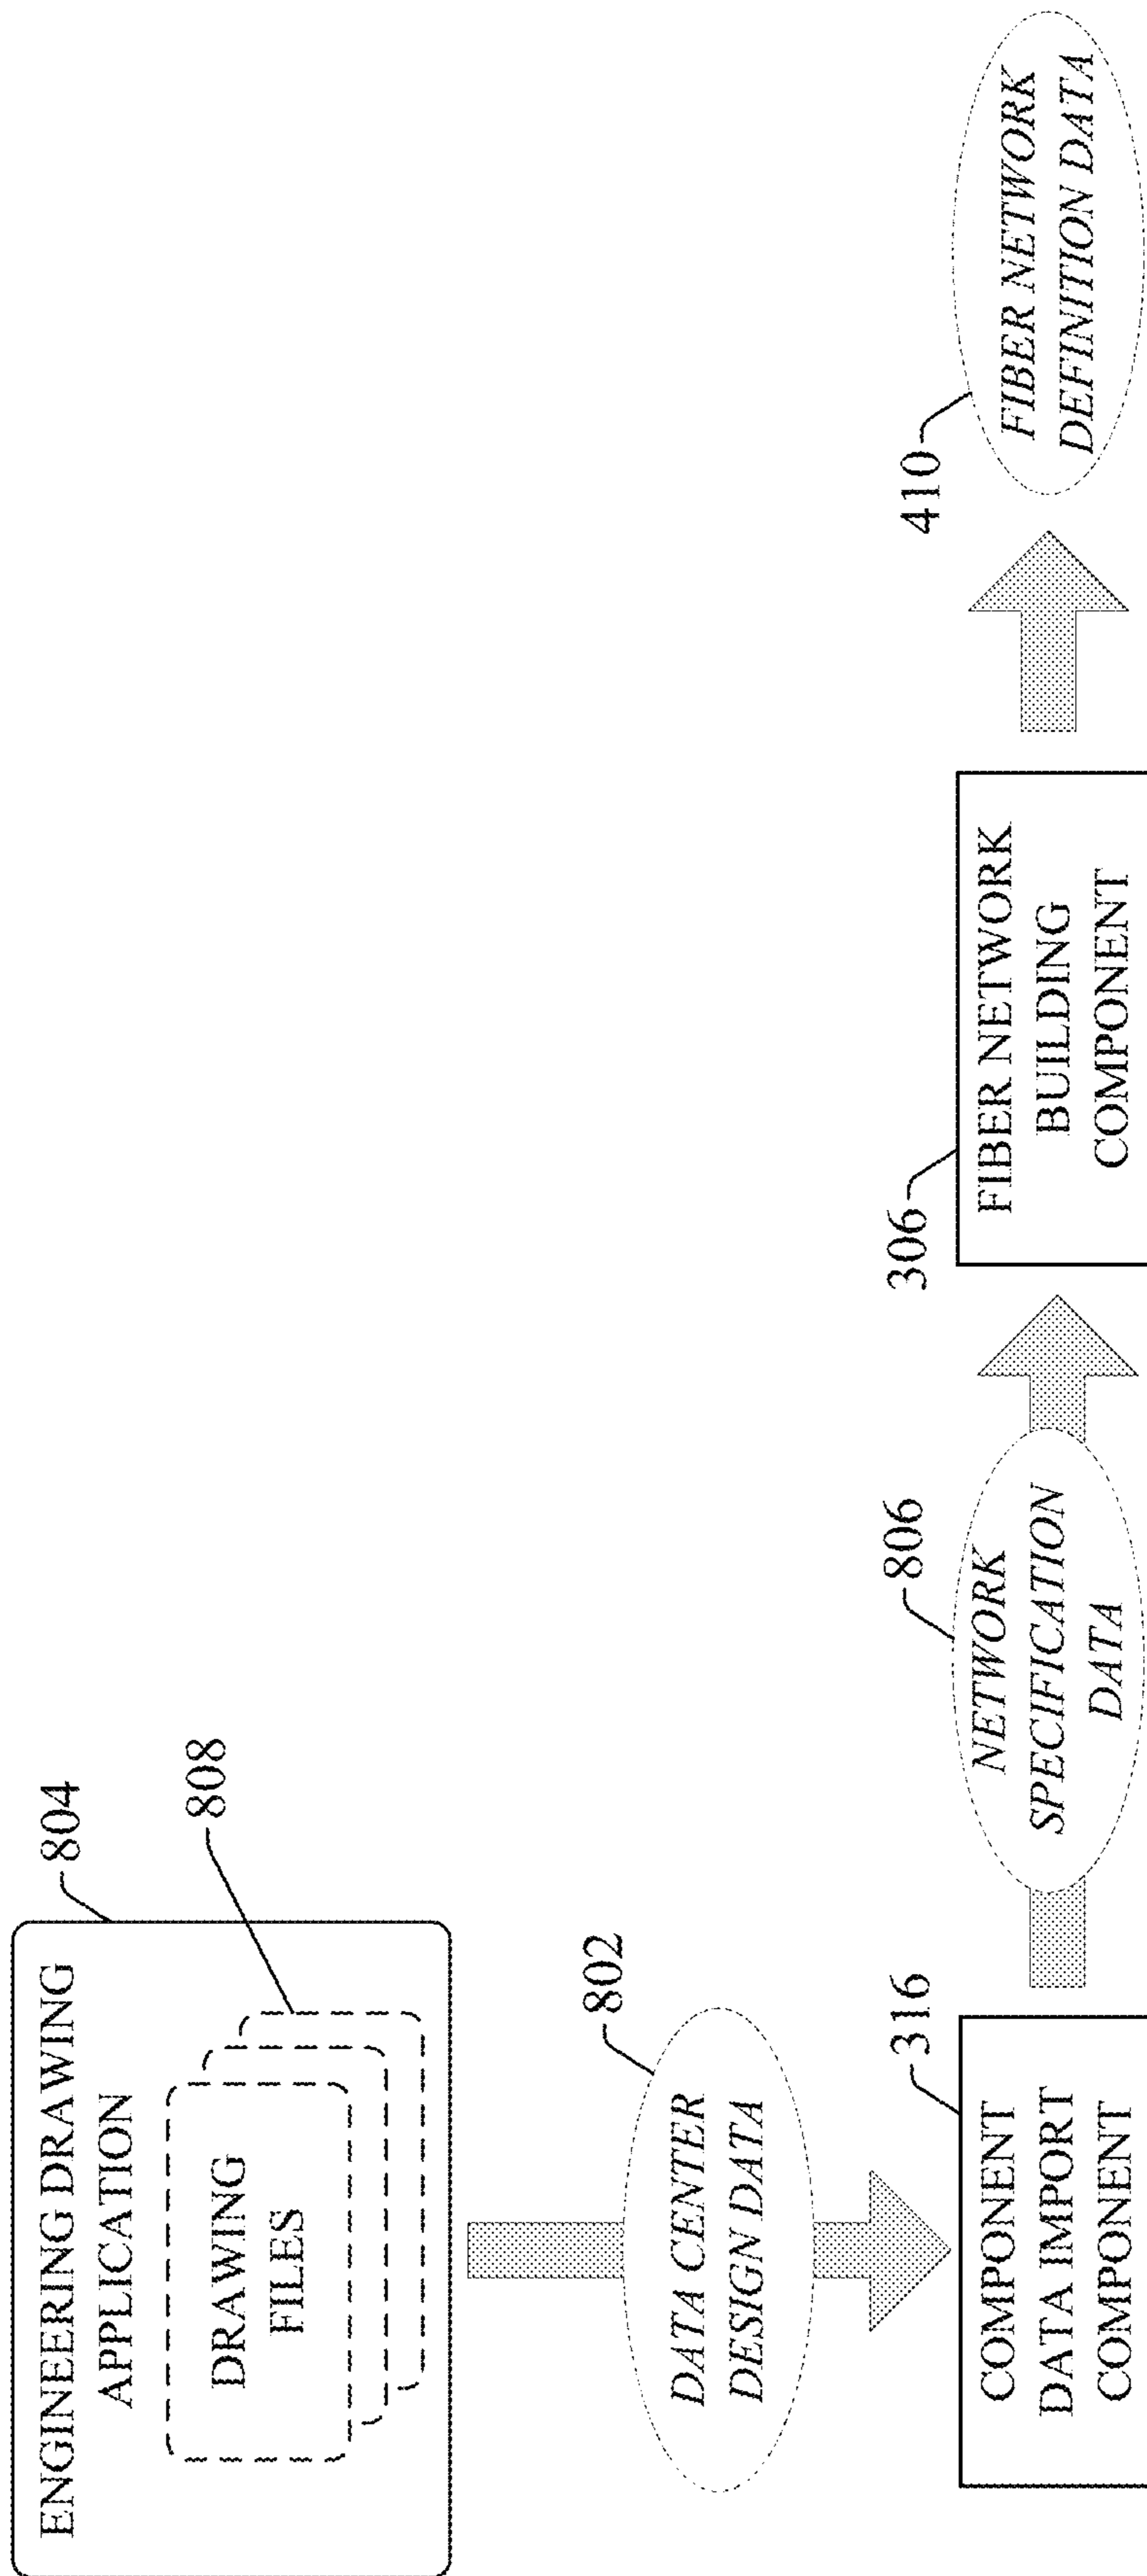 ENGINEERING DRAWING
APPLICATION
804
DRAWING
FILES
808
DATA CENTER
DESIGN DATA
802
COMPONENT
DATA IMPORT
COMPONENT
316
NETWORK
SPECIFICATION
DATA
806
FIBER NETWORK
BUILDING
COMPONENT
306
FIBER NETWORK
DEFINITION DATA
410